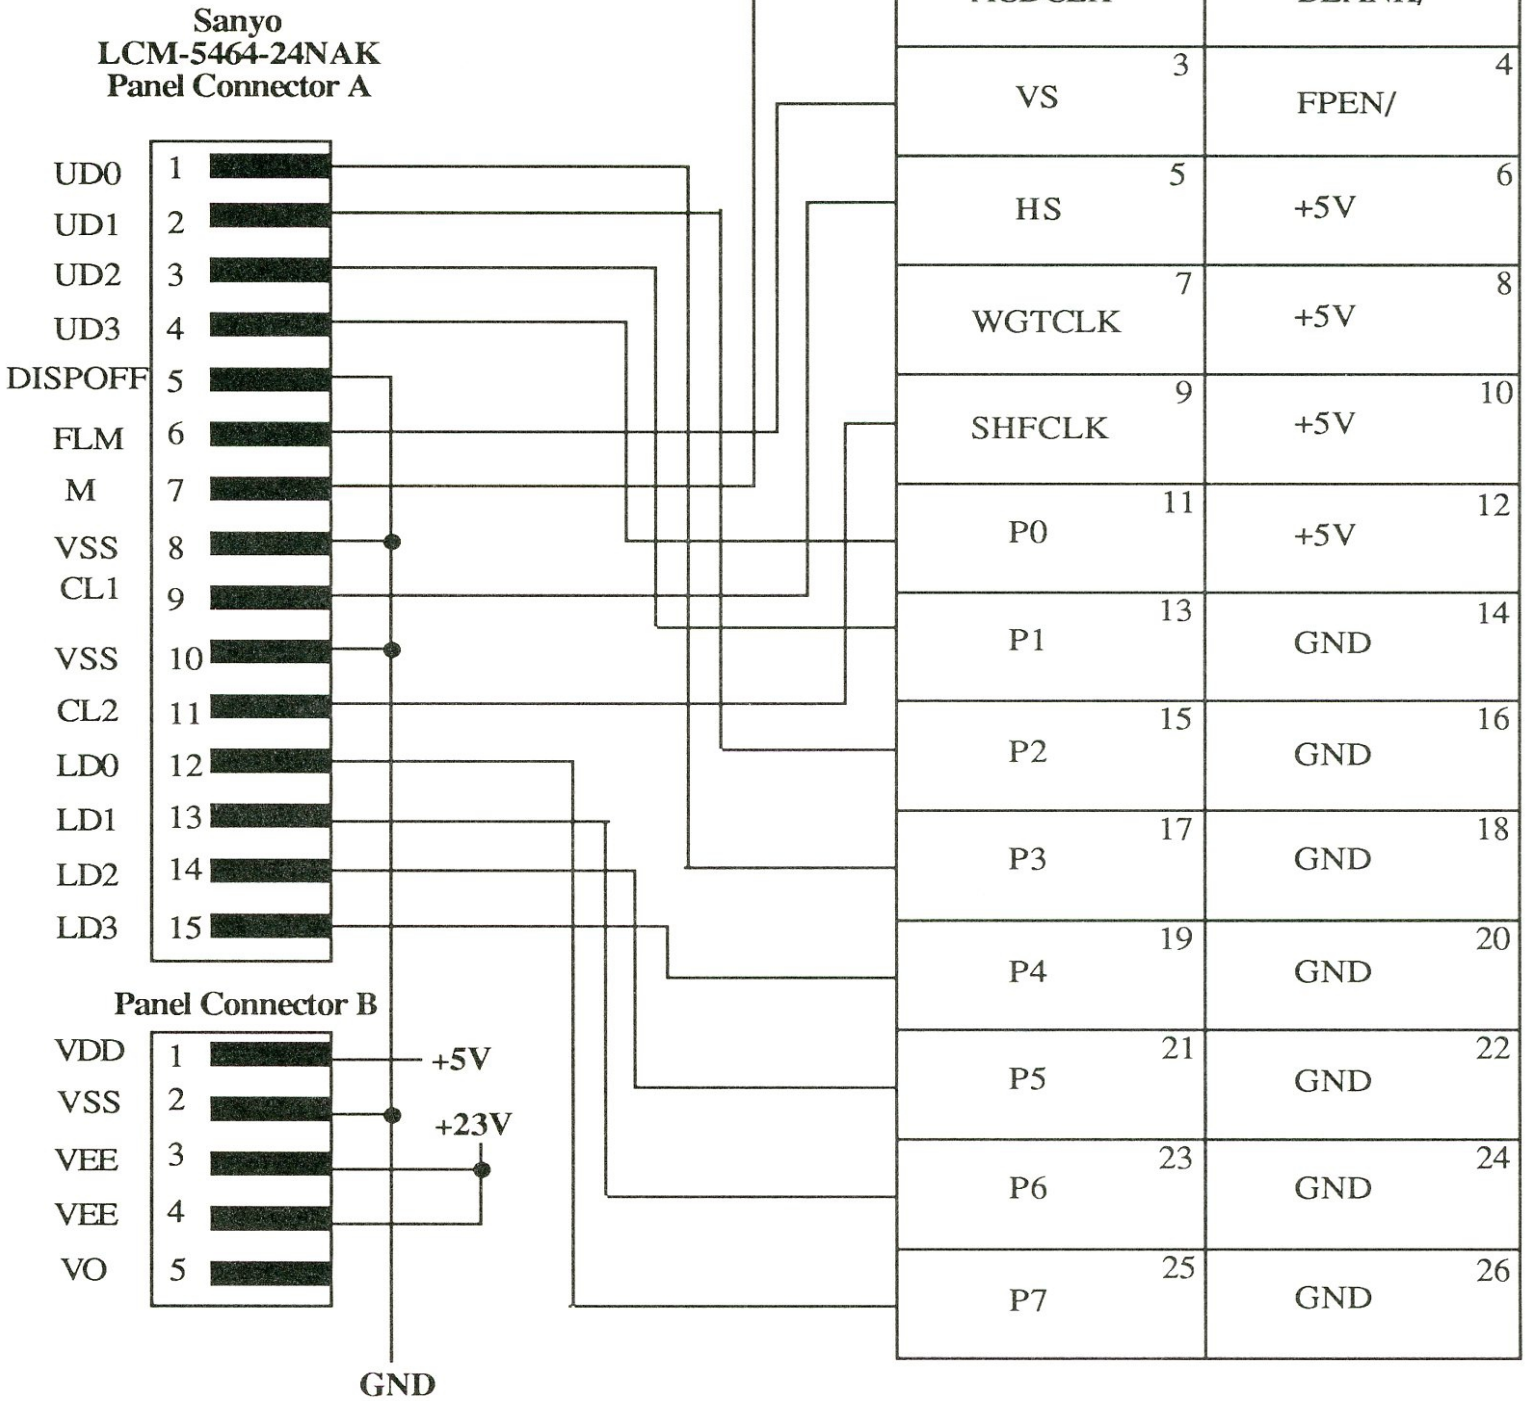 Sanyo
LCM-5464-24NAK
Panel Connector A
UD0 1
UD1 2
UD2 3
UD3 4
DISPOFF 5
FLM 6
M 7
VSS 8
CL1 9
VSS 10
CL2 11
LD0 12
LD1 13
LD2 14
LD3 15
Panel Connector B
VDD 1 +5V
VSS 2
+23V
VEE 3
VEE 4
VO 5
GND
3 4
VS FPEN/
5 6
HS +5V
7 8
WGTCLK +5V
9 10
SHFCLK +5V
11 12
P0 +5V
13 14
P1 GND
15 16
P2 GND
17 18
P3 GND
19 20
P4 GND
21 22
P5 GND
23 24
P6 GND
25 26
P7 GND